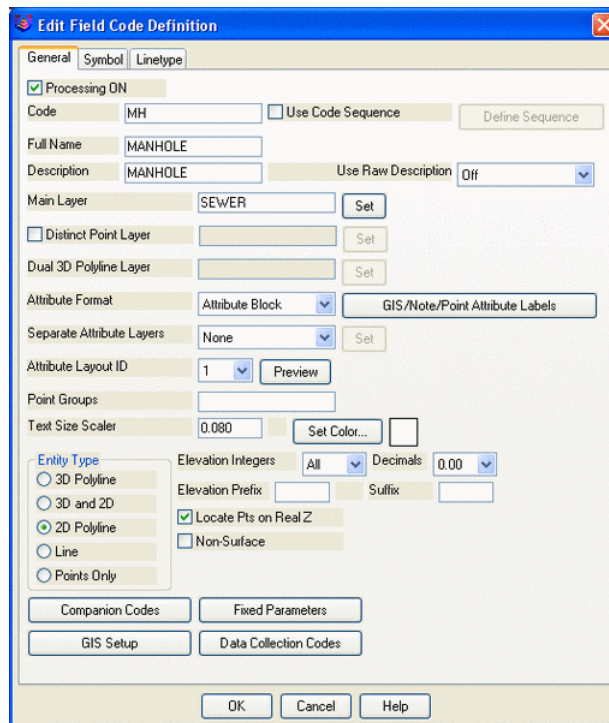 Edit Field Code Definition
General Symbol Linetype
Processing ON
Code MH Use Code Sequence Define Sequence
Full Name MANHOLE
Description MANHOLE Use Raw Description Off
Main Layer SEWER Set
Distinct Point Layer Set
Dual 3D Polyline Layer Set
Attribute Format Attribute Block GIS/Note/Point Attribute Labels
Separate Attribute Layers None Set
Attribute Layout ID 1 Preview
Point Groups
Text Size Scaler 0.080 Set Color...
Entity Type Elevation Integers All Decimals 0.00
3D Polyline
Elevation Prefix Suffix
3D and 2D
2D Polyline Locate Pts on Real Z
Line Non-Surface
Points Only
Companion Codes Fixed Parameters
GIS Setup Data Collection Codes
OK Cancel Help